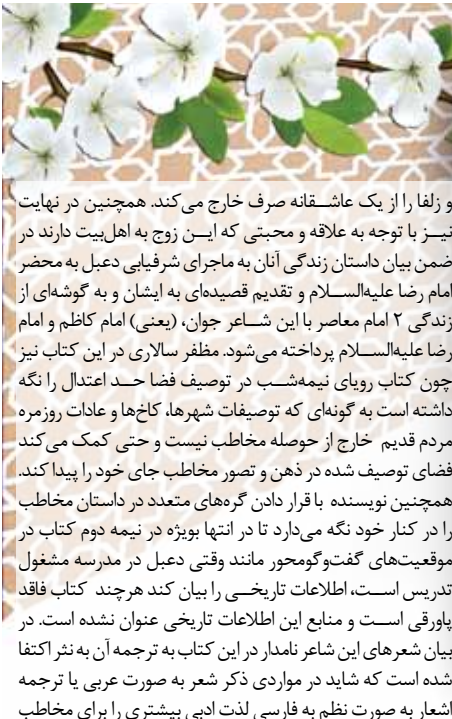 و زلفا را از یک عاشقانه صرف خارج می‌کند. همچنین در نهایت
نیز با توجه به علاقه و محبتی که این زوج به اهل‌بیت دارند در
ضمن بیان داستان زندگی آنان به ماجرای شرفیابی دعبل به محضر
امام رضا علیه‌السلام و تقدیم قصیده‌ای به ایشان و به گوشه‌ای از
زندگی ۲ امام معاصر با این شاعر جوان، (یعنی) امام کاظم و امام
رضا علیه‌السلام پرداخته می‌شود. مظفر سالاری در این کتاب نیز
چون کتاب رویای نیمه‌شب در توصیف فضا حد اعتدال را نگه
داشته است به گونه‌ای که توصیفات شهرها، کاخ‌ها و عادات روزمره
مردم قدیم خارج از حوصله مخاطب نیست و حتی کمک می‌کند
فضای توصیف شده در ذهن و تصور مخاطب جای خود را پیدا کند.
همچنین نویسنده با قرار دادن گره‌های متعدد در داستان مخاطب
را در کنار خود نگه می‌دارد تا در انتها بویژه در نیمه دوم کتاب در
موقعیت‌های گفت‌وگومحور مانند وقتی دعبل در مدرسه مشغول
تدریس است، اطلاعات تاریخی را بیان کند هرچند کتاب فاقد
پاورقی است و منابع این اطلاعات تاریخی عنوان نشده است. در
بیان شعرهای این شاعر نامدار در این کتاب به ترجمه آن به نثر اکتفا
شده است که شاید در مواردی ذکر شعر به صورت عربی یا ترجمه
اشعار به صورت نظم به فارسی لذت ادبی بیشتری را برای مخاطب